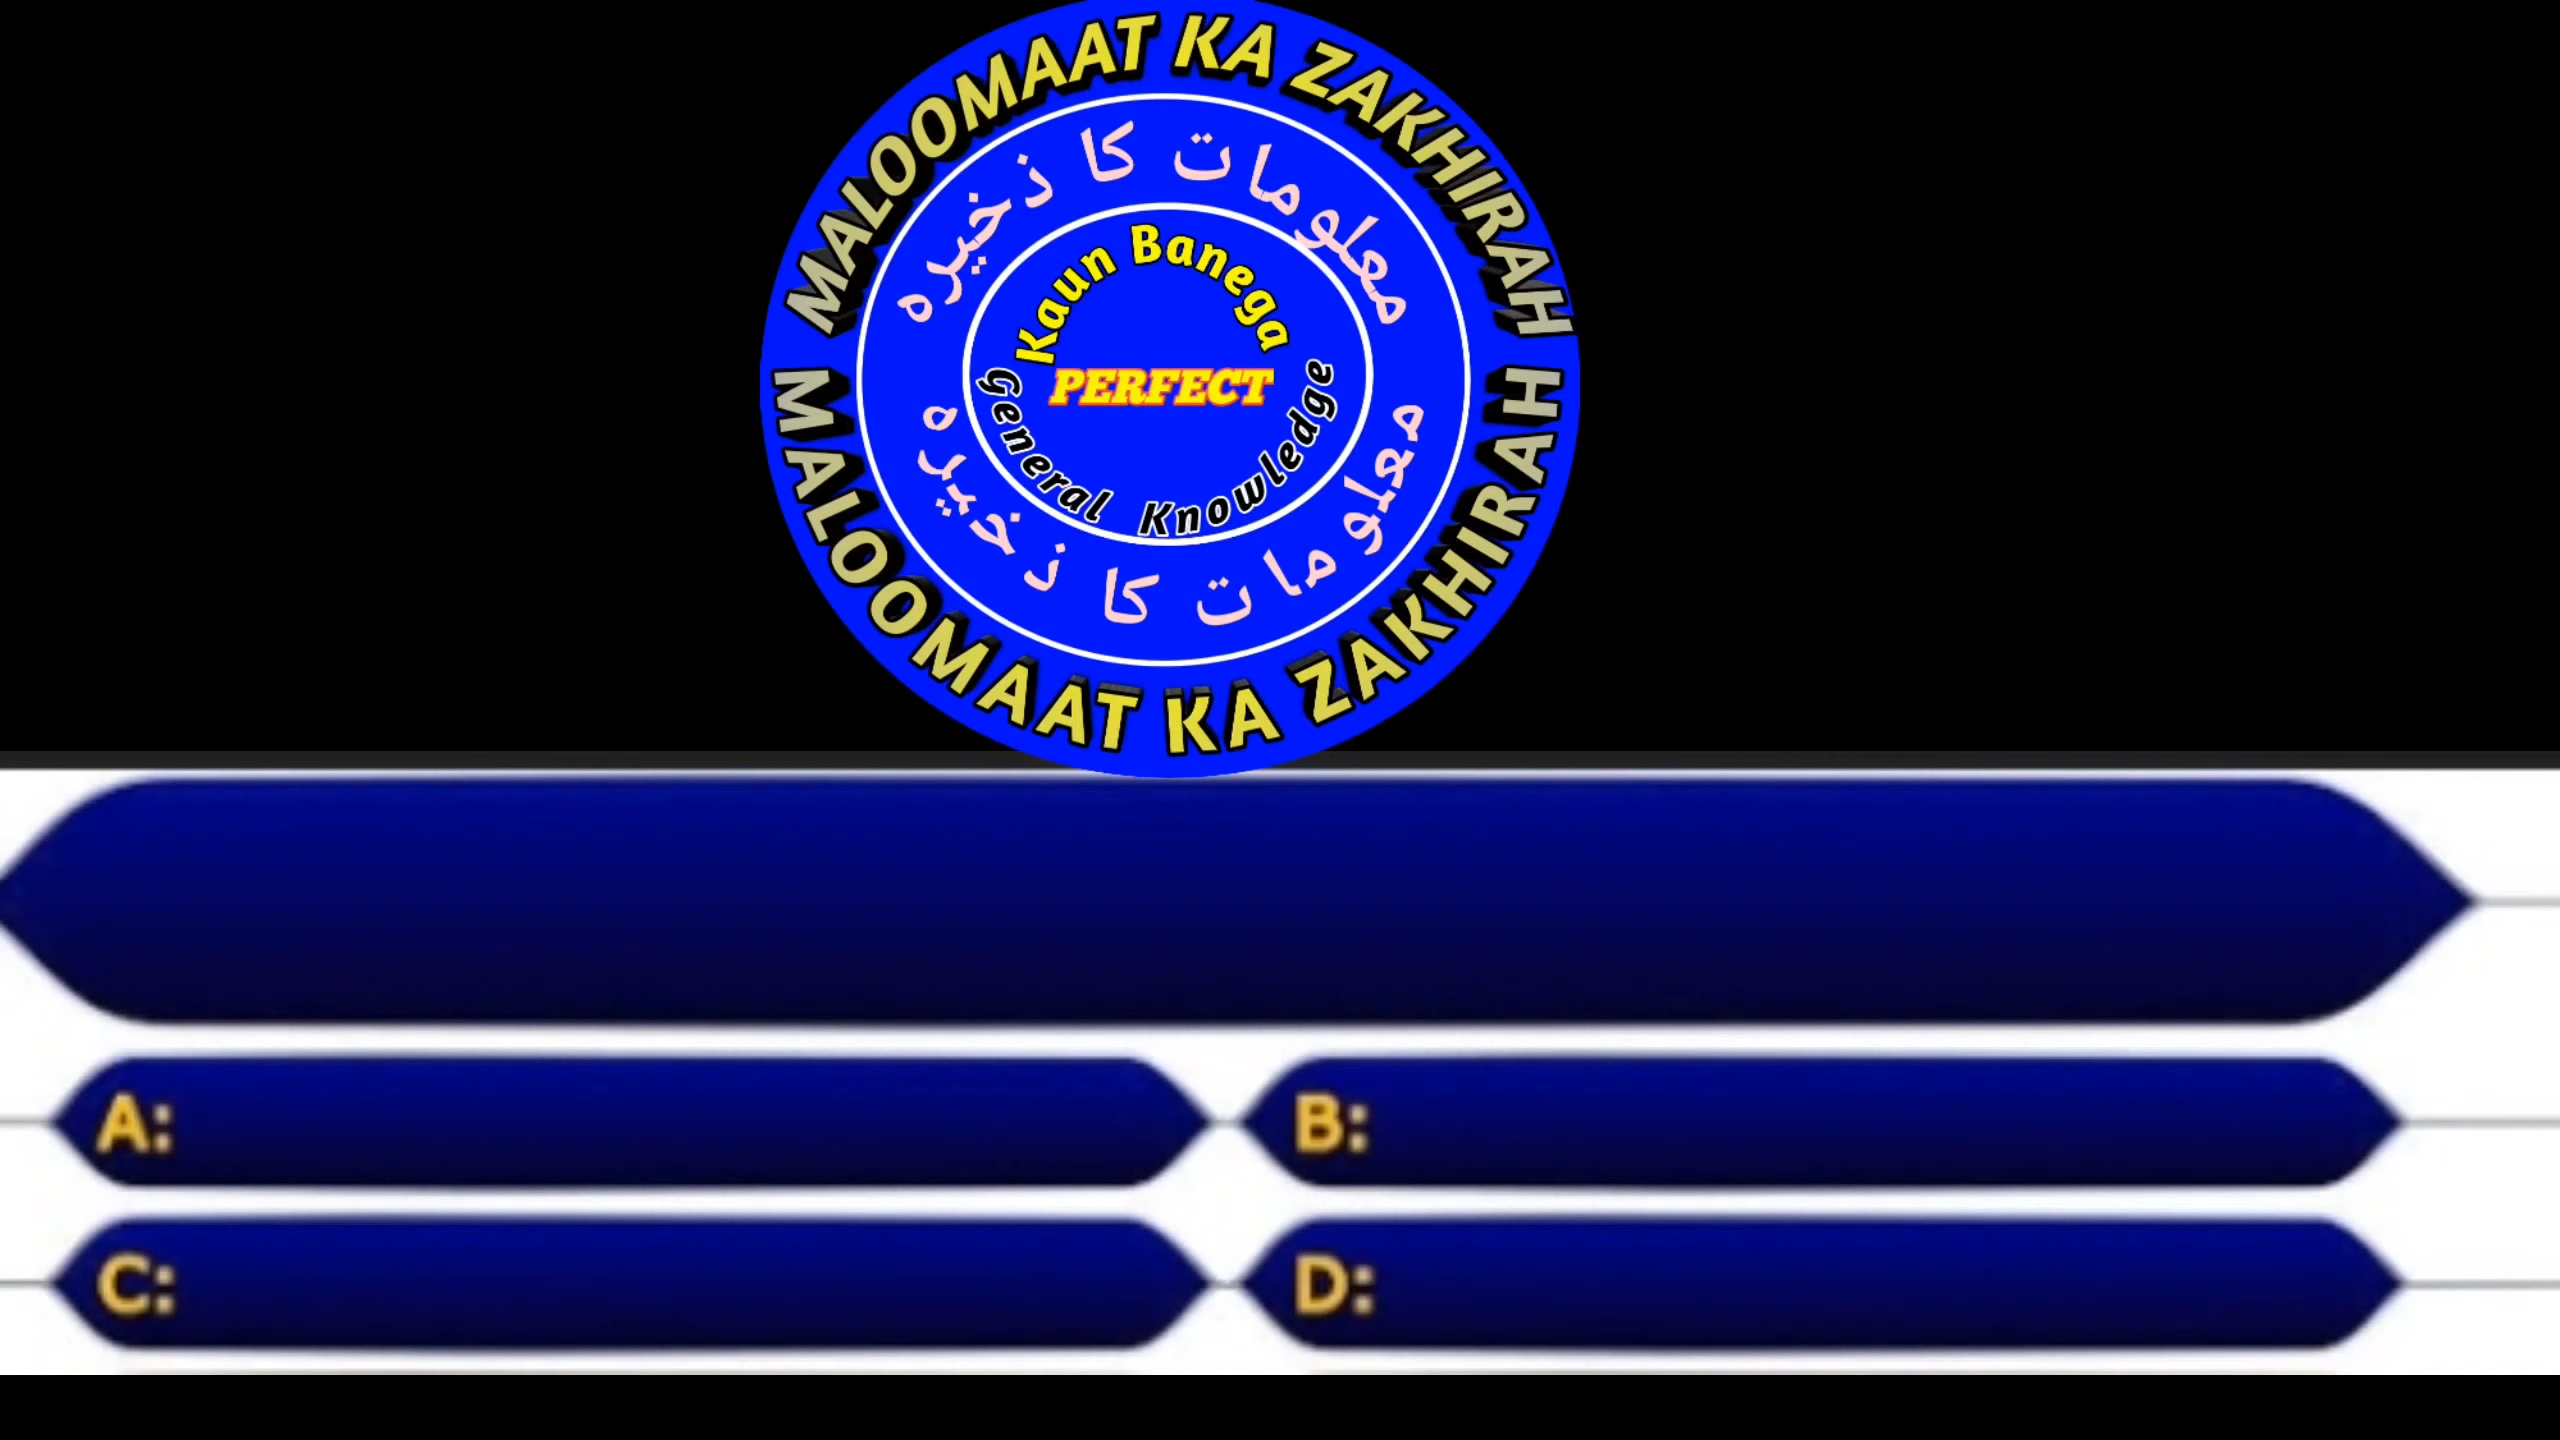 MALOOMAAT KA ZAKHIRAH
معلومات کا ذخیرہ
Kaun Banega
PERFECT
General Knowledge
معلومات کا ذخیرہ
MALOOMAAT KA ZAKHIRAH
A:
B:
C:
D: